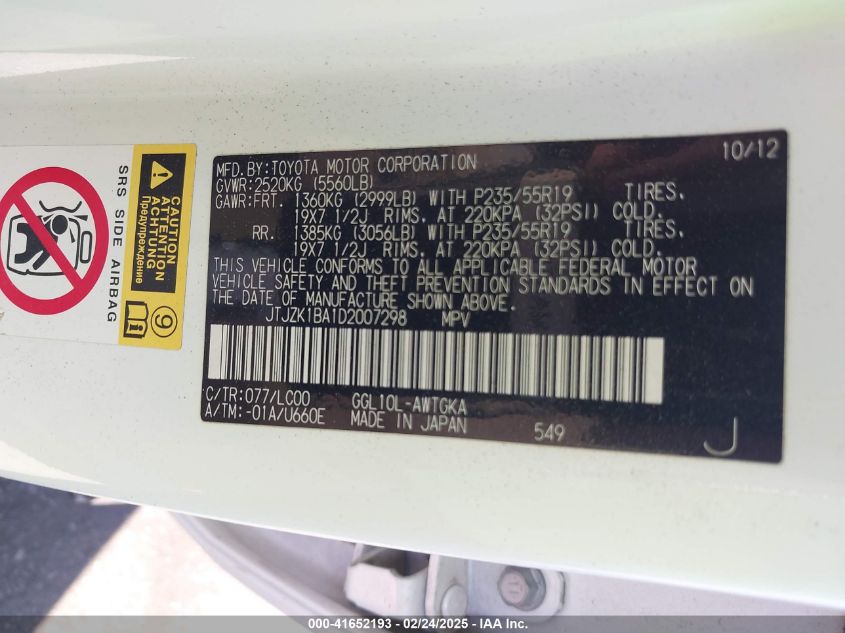 SRS SIDE AIRBAG
CAUTION
ATTENTION
ACHTUNG
Предупреждение
9
10/12
MFD. BY: TOYOTA MOTOR CORPORATION
GVWR: 2520KG (5560LB)
GAWR: FRT. 1360KG (2999LB) WITH P235/55R19 TIRES.
19X7 1/2J RIMS. AT 220KPA (32PSI) COLD.
RR. 1385KG (3056LB) WITH P235/55R19 TIRES.
19X7 1/2J RIMS. AT 220KPA (32PSI) COLD.
THIS VEHICLE CONFORMS TO ALL APPLICABLE FEDERAL MOTOR
VEHICLE SAFETY AND THEFT PREVENTION STANDARDS IN EFFECT ON
THE DATE OF MANUFACTURE SHOWN ABOVE.
JTJZK1BA1D2007298 MPV
C/TR: 077/LC00 GGL10L-AWTGKA
A/TM: -01A/U660E MADE IN JAPAN 549 J
000-41652193 - 02/24/2025 - IAA Inc.